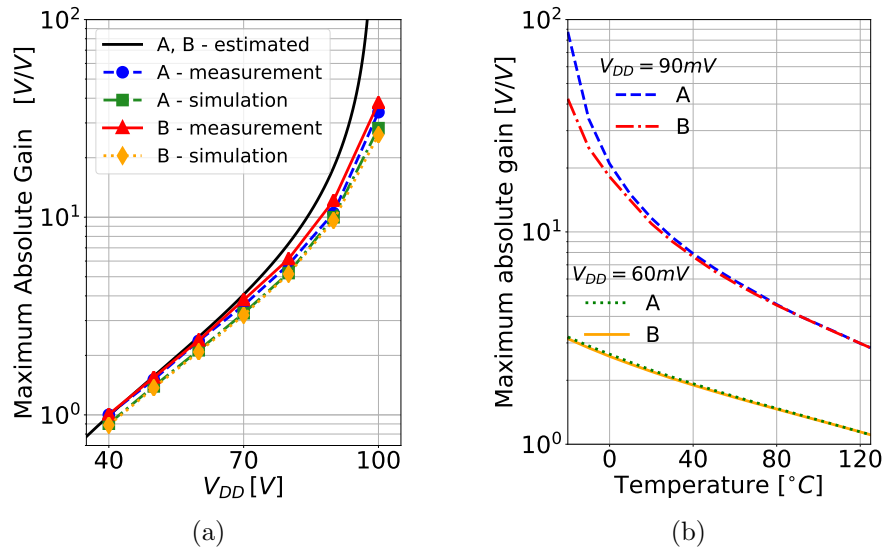 Maximum Absolute Gain [V/V]
10²
10¹
10⁰
A, B - estimated
A - measurement
A - simulation
B - measurement
B - simulation
40 70 100
V_DD [V]
(a)
Maximum absolute gain [V/V]
10²
10¹
10⁰
V_DD = 90mV
A
B
V_DD = 60mV
A
B
0 40 80 120
Temperature [°C]
(b)